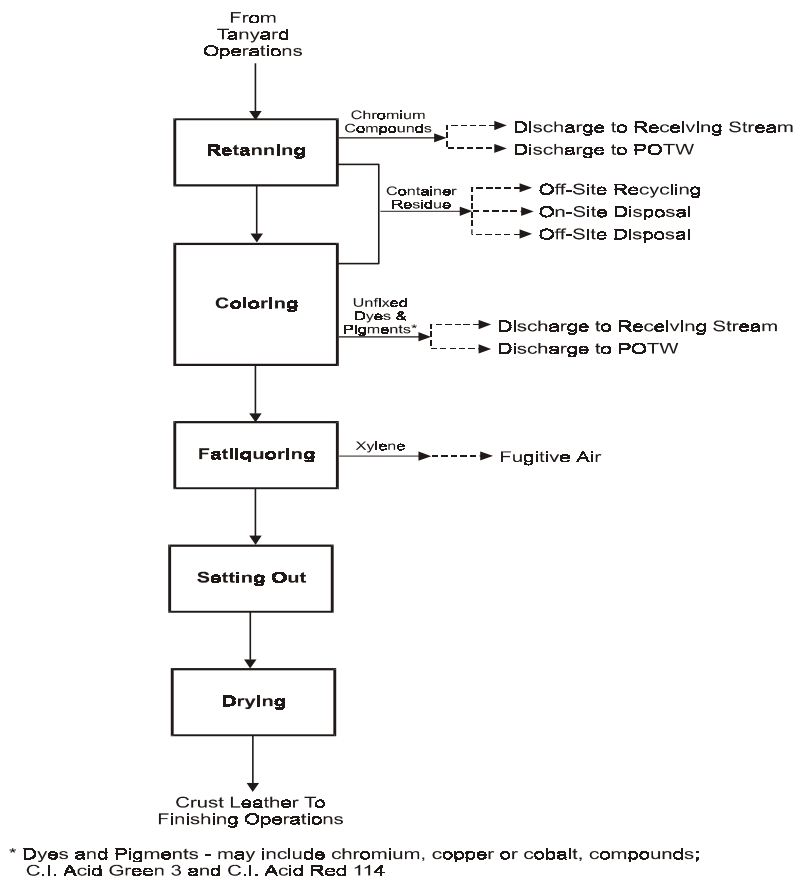 From
Tanyard
Operations
Retanning
Chromium
Compounds
Discharge to Receiving Stream
Discharge to POTW
Container
Residue
Off-Site Recycling
On-Site Disposal
Off-Site Disposal
Coloring
Unfixed
Dyes &
Pigments*
Discharge to Receiving Stream
Discharge to POTW
Fatliquoring
Xylene
Fugitive Air
Setting Out
Drying
Crust Leather To
Finishing Operations
* Dyes and Pigments - may include chromium, copper or cobalt, compounds;
C.I. Acid Green 3 and C.I. Acid Red 114